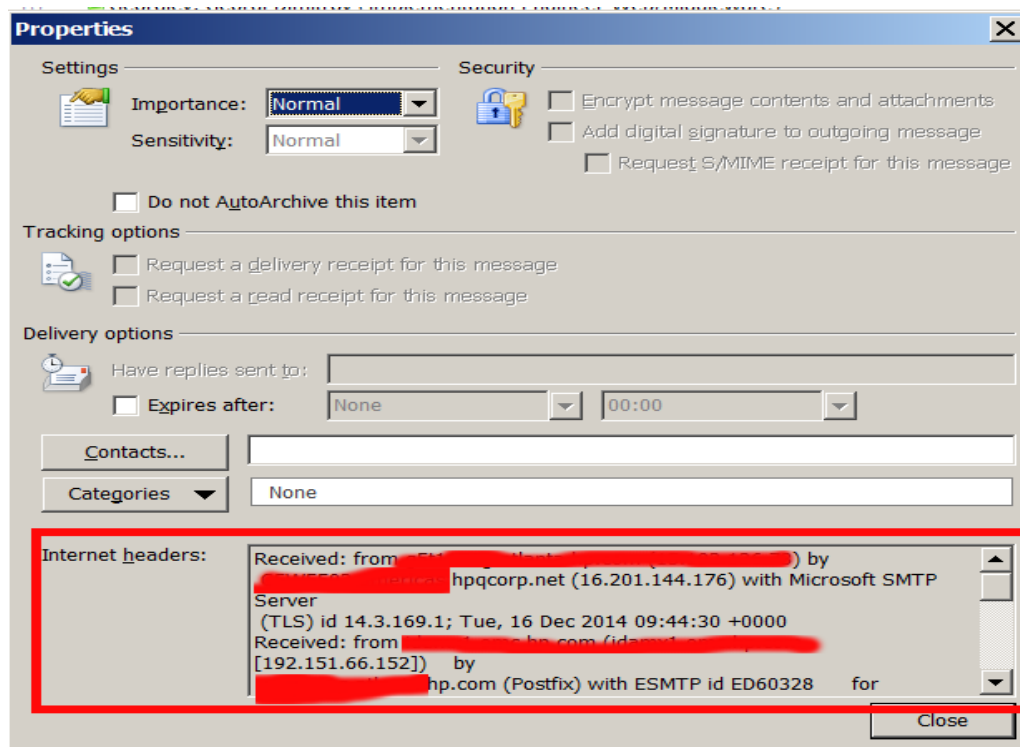 Properties
Settings
Security
Importance: Normal
Encrypt message contents and attachments
Sensitivity: Normal
Add digital signature to outgoing message
Request S/MIME receipt for this message
Do not AutoArchive this item
Tracking options
Request a delivery receipt for this message
Request a read receipt for this message
Delivery options
Have replies sent to:
Expires after: None 00:00
Contacts...
Categories None
Internet headers:
Received: from ) by
hpqcorp.net (16.201.144.176) with Microsoft SMTP
Server
(TLS) id 14.3.169.1; Tue, 16 Dec 2014 09:44:30 +0000
Received: from
[192.151.66.152]) by
hp.com (Postfix) with ESMTP id ED60328 for
Close